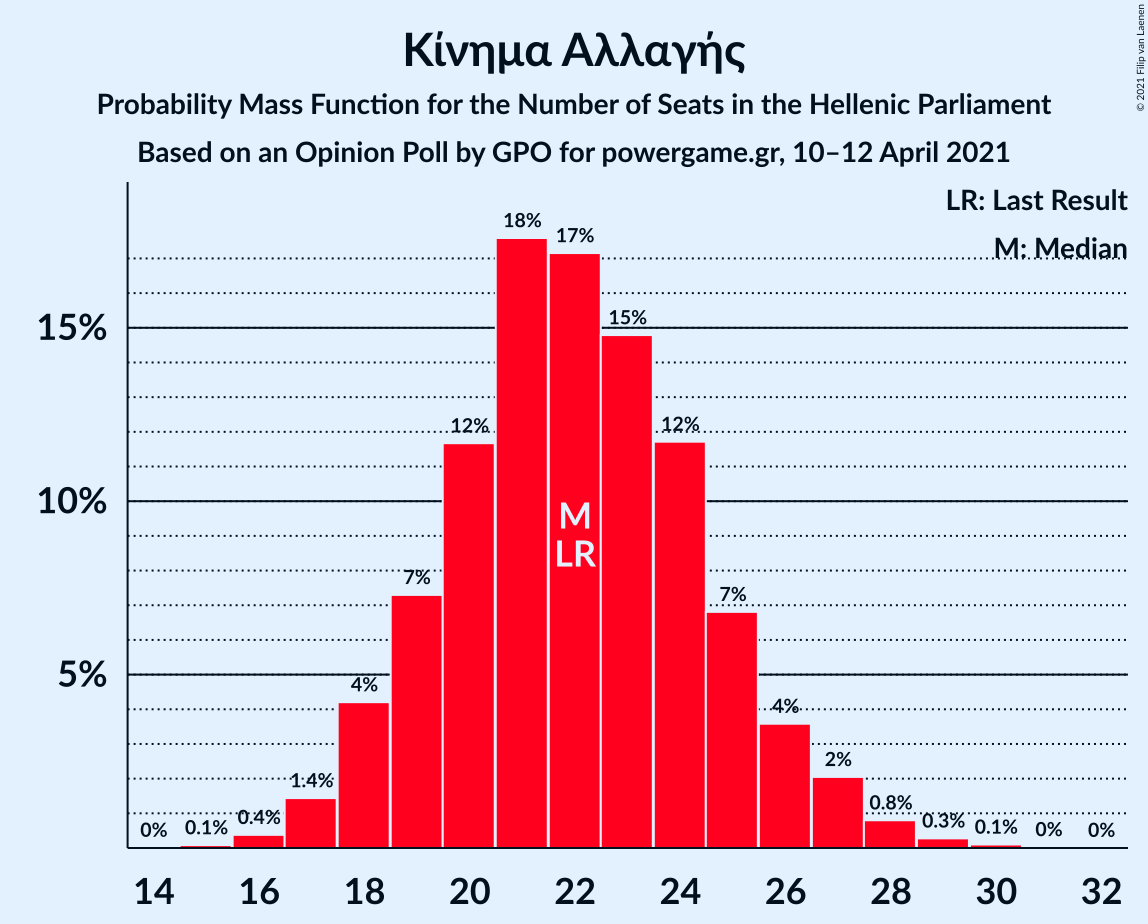 Κίνημα Αλλαγής
Probability Mass Function for the Number of Seats in the Hellenic Parliament
Based on an Opinion Poll by GPO for powergame.gr, 10–12 April 2021
© 2021 Filip van Laenen
LR: Last Result
M: Median
15%
10%
5%
0%
0.1%
0.4%
1.4%
4%
7%
12%
18%
17%
15%
12%
7%
4%
2%
0.8%
0.3%
0.1%
0%
0%
M
LR
14 16 18 20 22 24 26 28 30 32